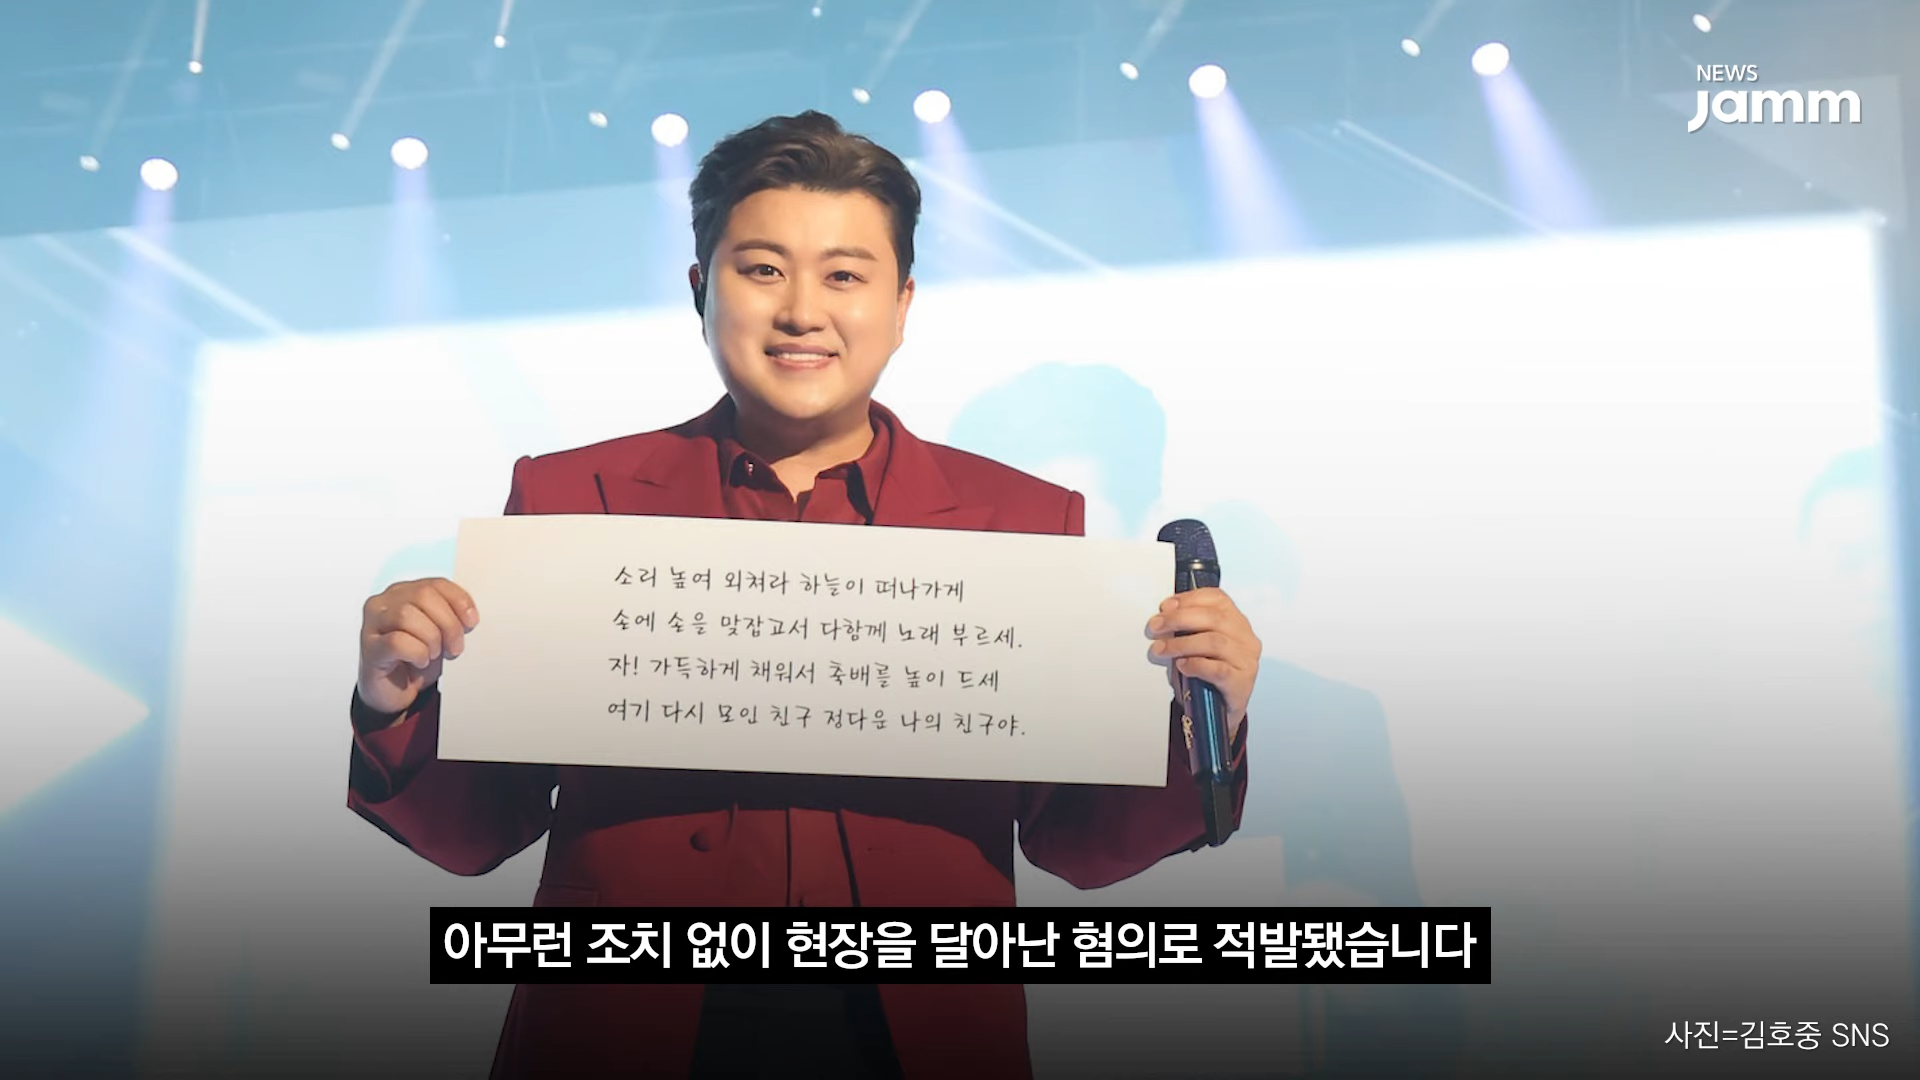 NEWS
Jamm
소리 높여 외쳐라 하늘이 떠나가게
손에 손을 맞잡고서 다함께 노래 부르세.
자! 가득하게 채워서 축배를 높이 드세
여기 다시 모인 친구 정다운 나의 친구야.
아무런 조치 없이 현장을 달아난 혐의로 적발됐습니다
사진=김호중 SNS